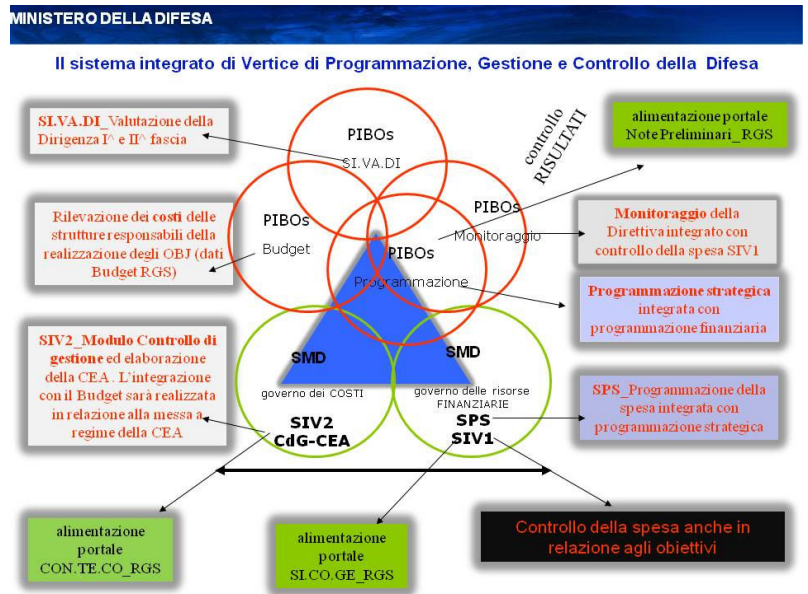 MINISTERO DELLA DIFESA
Il sistema integrato di Vertice di Programmazione, Gestione e Controllo della Difesa
SI.VA.DI_Valutazione della
Dirigenza I^ e II^ fascia
PIBOs
SI.VA.DI
controllo
RISULTATI
alimentazione portale
Note Preliminari_RGS
Rilevazione dei costi delle
strutture responsabili della
realizzazione degli OBJ (dati
Budget RGS)
PIBOs
Budget
PIBOs
Monitoraggio
PIBOs
Programmazione
Monitoraggio della
Direttiva integrato con
controllo della spesa SIV1
Programmazione strategica
integrata con
programmazione finanziaria
SIV2_Modulo Controllo di
gestione ed elaborazione
della CEA . L'integrazione
con il Budget sarà realizzata
in relazione alla messa a
regime della CEA
SMD
governo dei COSTI
SIV2
CdG-CEA
SMD
governo delle risorse
FINANZIARIE
SPS
SIV1
SPS_Programmazione della
spesa integrata con
programmazione strategica
alimentazione
portale
CON.TE.CO_RGS
alimentazione
portale
SI.CO.GE_RGS
Controllo della spesa anche in
relazione agli obiettivi